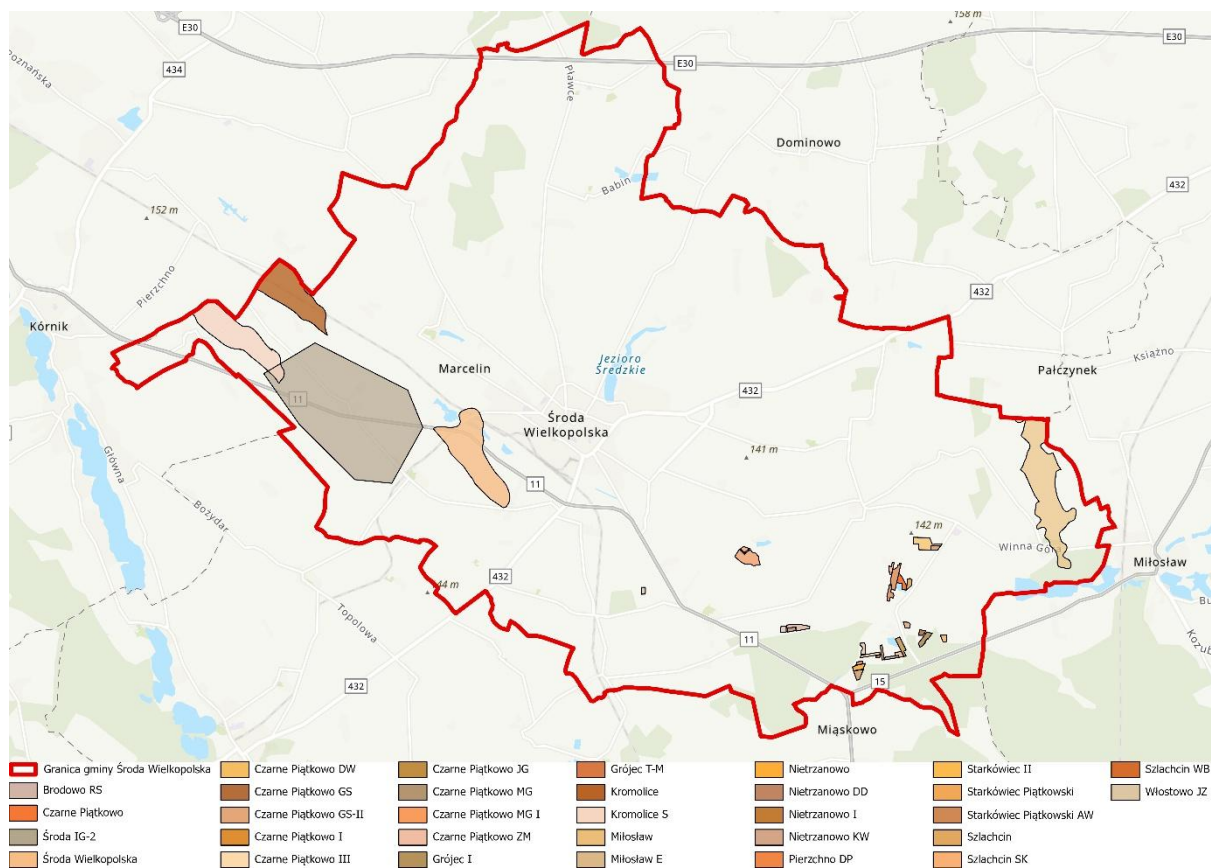 E30
158 m
E30
434
Poznańska
E30
Pławce
Dominowo
432
Babin
152 m
Pierzchno
432
Kórnik
Książno
Jezioro
Średzkie
Marcelin
Pałczynek
432
11
Środa
Wielkopolska
141 m
Główna
11
Bożydar
142 m
Winna Góra
Miłosław
44 m
432
Topolowa
11
Kozub
432
15
Miąskowo
Granica gminy Środa Wielkopolska
Brodowo RS
Czarne Piątkowo
Środa IG-2
Środa Wielkopolska
Czarne Piątkowo DW
Czarne Piątkowo GS
Czarne Piątkowo GS-II
Czarne Piątkowo I
Czarne Piątkowo III
Czarne Piątkowo JG
Czarne Piątkowo MG
Czarne Piątkowo MG I
Czarne Piątkowo ZM
Grójec I
Grójec T-M
Kromolice
Kromolice S
Miłosław
Miłosław E
Nietrzanowo
Nietrzanowo DD
Nietrzanowo I
Nietrzanowo KW
Pierzchno DP
Starkówiec II
Starkówiec Piątkowski
Starkówiec Piątkowski AW
Szlachcin
Szlachcin SK
Szlachcin WB
Włostowo JZ